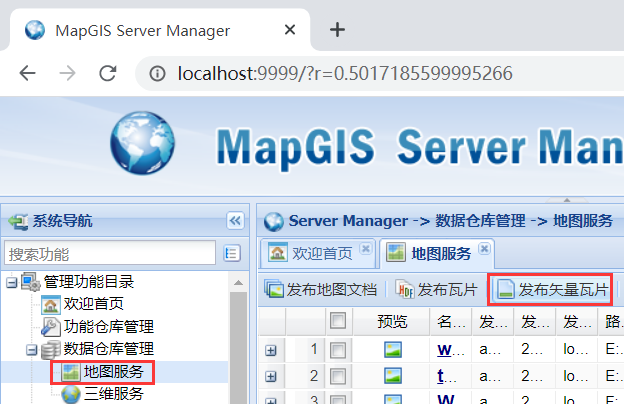 MapGIS Server Manager
localhost:9999/?r=0.5017185599995266
MapGIS Server Man
系统导航
搜索功能
管理功能目录
欢迎首页
功能仓库管理
数据仓库管理
地图服务
三维服务
Server Manager -> 数据仓库管理 -> 地图服务
欢迎首页 地图服务
发布地图文档 发布瓦片 发布矢量瓦片
预览 名... 发... 发... 发... 路...
1 w... a... 2... lo... E:...
2 t... a... 2... lo... E:...
3 W